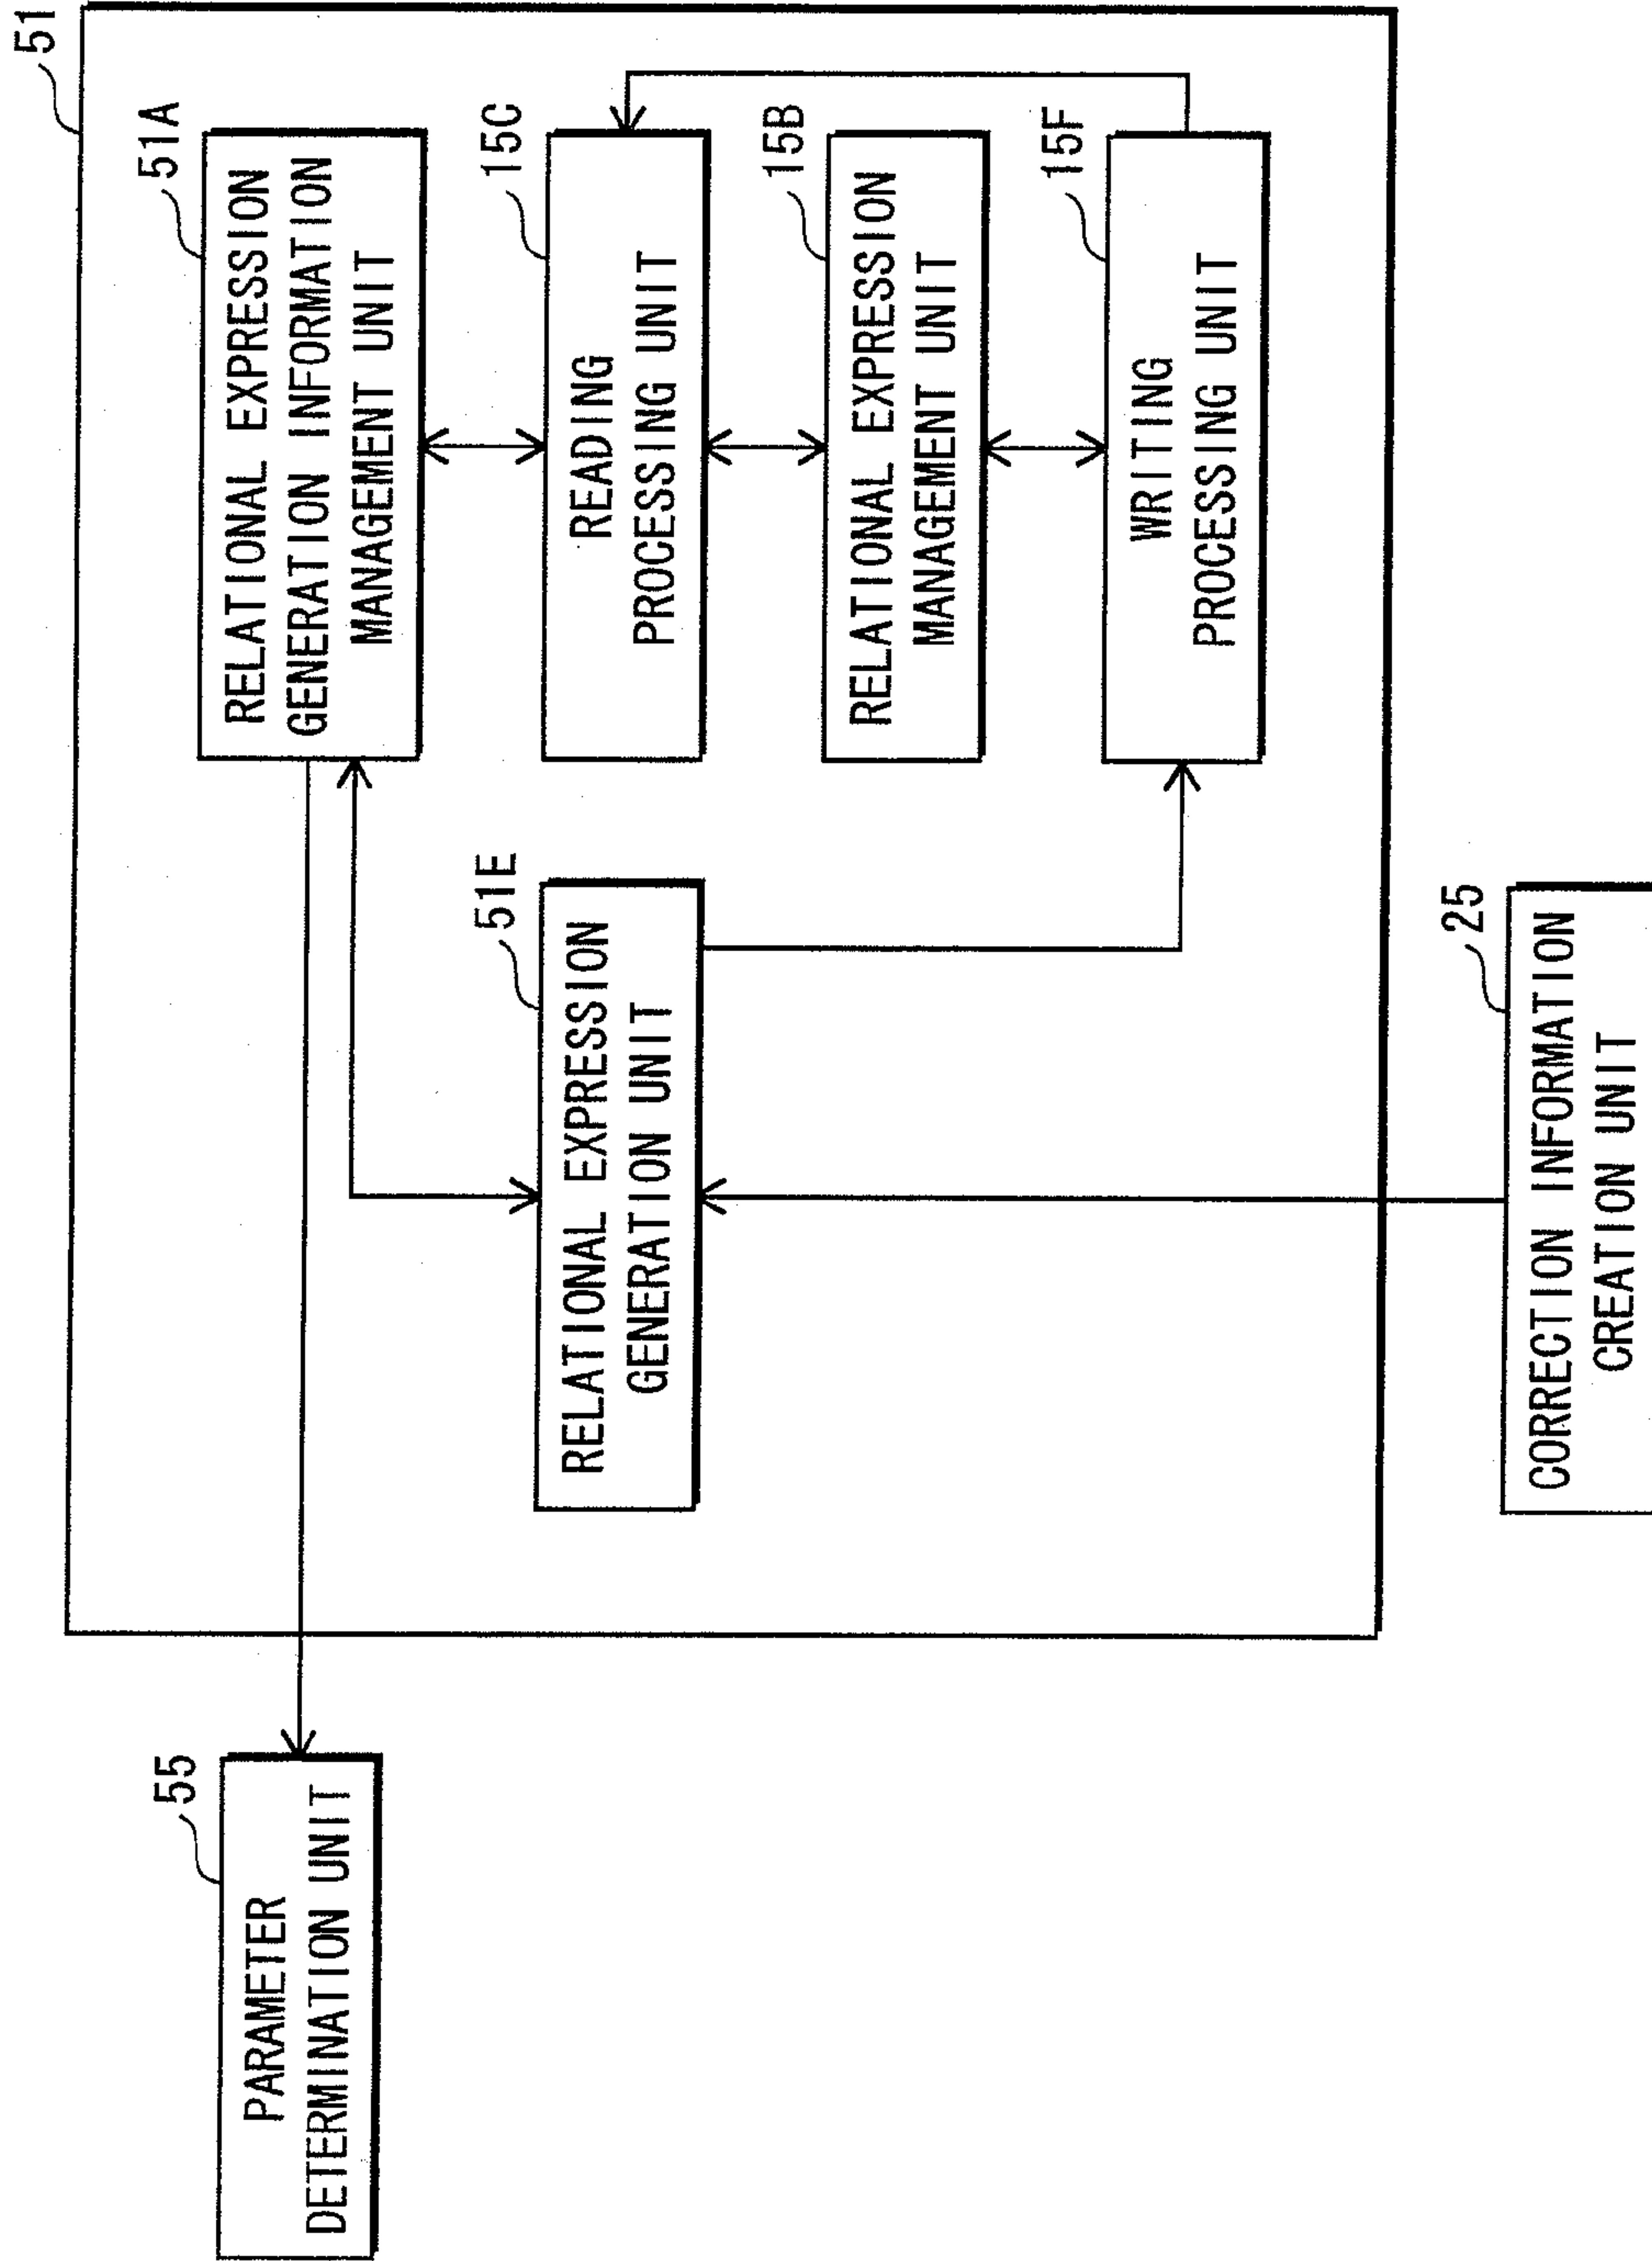 51
55
PARAMETER
DETERMINATION UNIT
51A
RELATIONAL EXPRESSION
GENERATION INFORMATION
MANAGEMENT UNIT
51E
RELATIONAL EXPRESSION
GENERATION UNIT
15C
READING
PROCESSING UNIT
15B
RELATIONAL EXPRESSION
MANAGEMENT UNIT
15F
WRITING
PROCESSING UNIT
25
CORRECTION INFORMATION
CREATION UNIT